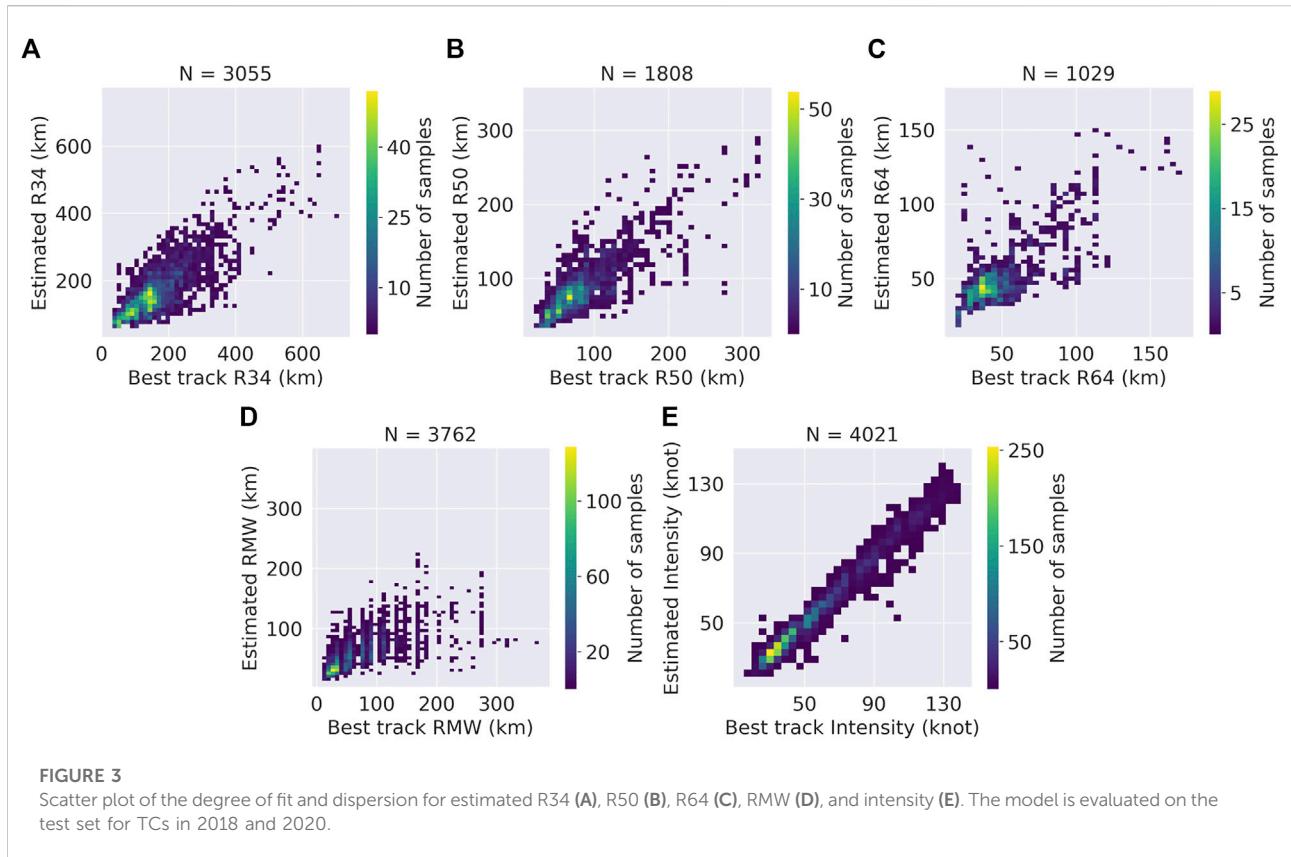 A
N = 3055
Estimated R34 (km)
600
400
200
0
200
400
600
Best track R34 (km)
40
25
10
Number of samples
B
N = 1808
Estimated R50 (km)
300
200
100
100
200
300
Best track R50 (km)
50
30
10
Number of samples
C
N = 1029
Estimated R64 (km)
150
100
50
50
100
150
Best track R64 (km)
25
15
5
Number of samples
D
N = 3762
Estimated RMW (km)
300
200
100
0
100
200
300
Best track RMW (km)
100
60
20
Number of samples
E
N = 4021
Estimated Intensity (knot)
130
90
50
50
90
130
Best track Intensity (knot)
250
150
50
Number of samples
FIGURE 3
Scatter plot of the degree of fit and dispersion for estimated R34 (A), R50 (B), R64 (C), RMW (D), and intensity (E). The model is evaluated on the
test set for TCs in 2018 and 2020.